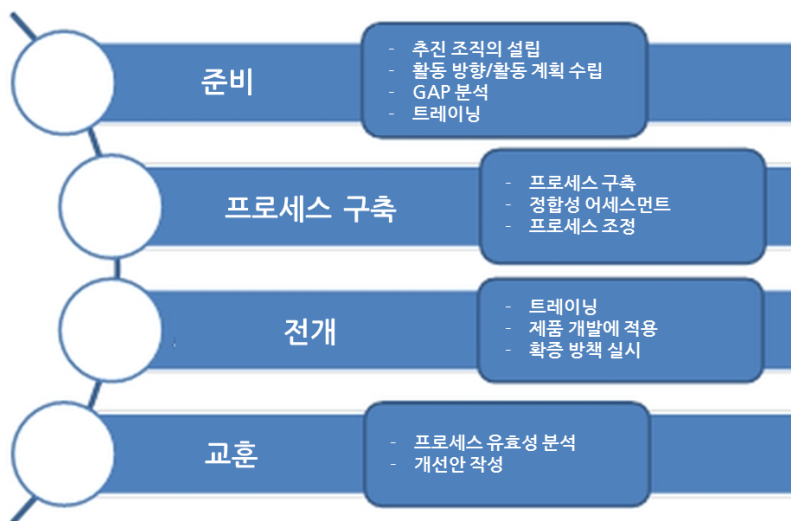 준비
- 추진 조직의 설립
- 활동 방향/활동 계획 수립
- GAP 분석
- 트레이닝
프로세스 구축
- 프로세스 구축
- 정합성 어세스먼트
- 프로세스 조정
전개
- 트레이닝
- 제품 개발에 적용
- 확증 방책 실시
교훈
- 프로세스 유효성 분석
- 개선안 작성